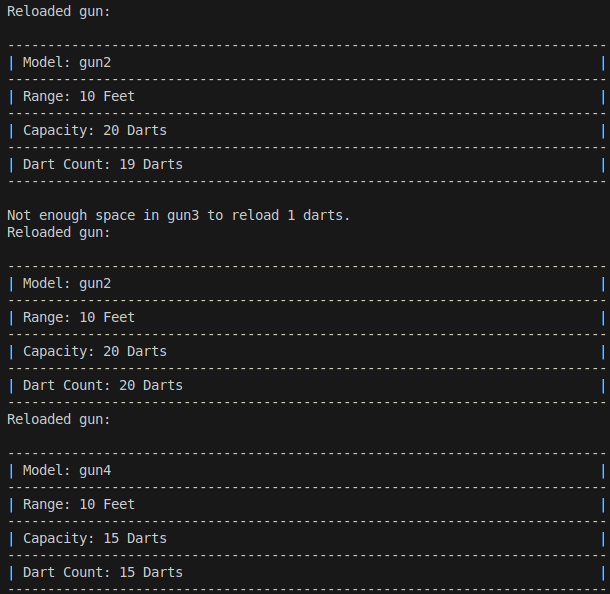 Reloaded gun:
---------------------------------------------------------------------------
| Model: gun2                                                             |
---------------------------------------------------------------------------
| Range: 10 Feet                                                          |
---------------------------------------------------------------------------
| Capacity: 20 Darts                                                      |
---------------------------------------------------------------------------
| Dart Count: 19 Darts                                                    |
---------------------------------------------------------------------------
Not enough space in gun3 to reload 1 darts.
Reloaded gun:
---------------------------------------------------------------------------
| Model: gun2                                                             |
---------------------------------------------------------------------------
| Range: 10 Feet                                                          |
---------------------------------------------------------------------------
| Capacity: 20 Darts                                                      |
---------------------------------------------------------------------------
| Dart Count: 20 Darts                                                    |
---------------------------------------------------------------------------
Reloaded gun:
---------------------------------------------------------------------------
| Model: gun4                                                             |
---------------------------------------------------------------------------
| Range: 10 Feet                                                          |
---------------------------------------------------------------------------
| Capacity: 15 Darts                                                      |
---------------------------------------------------------------------------
| Dart Count: 15 Darts                                                    |
---------------------------------------------------------------------------